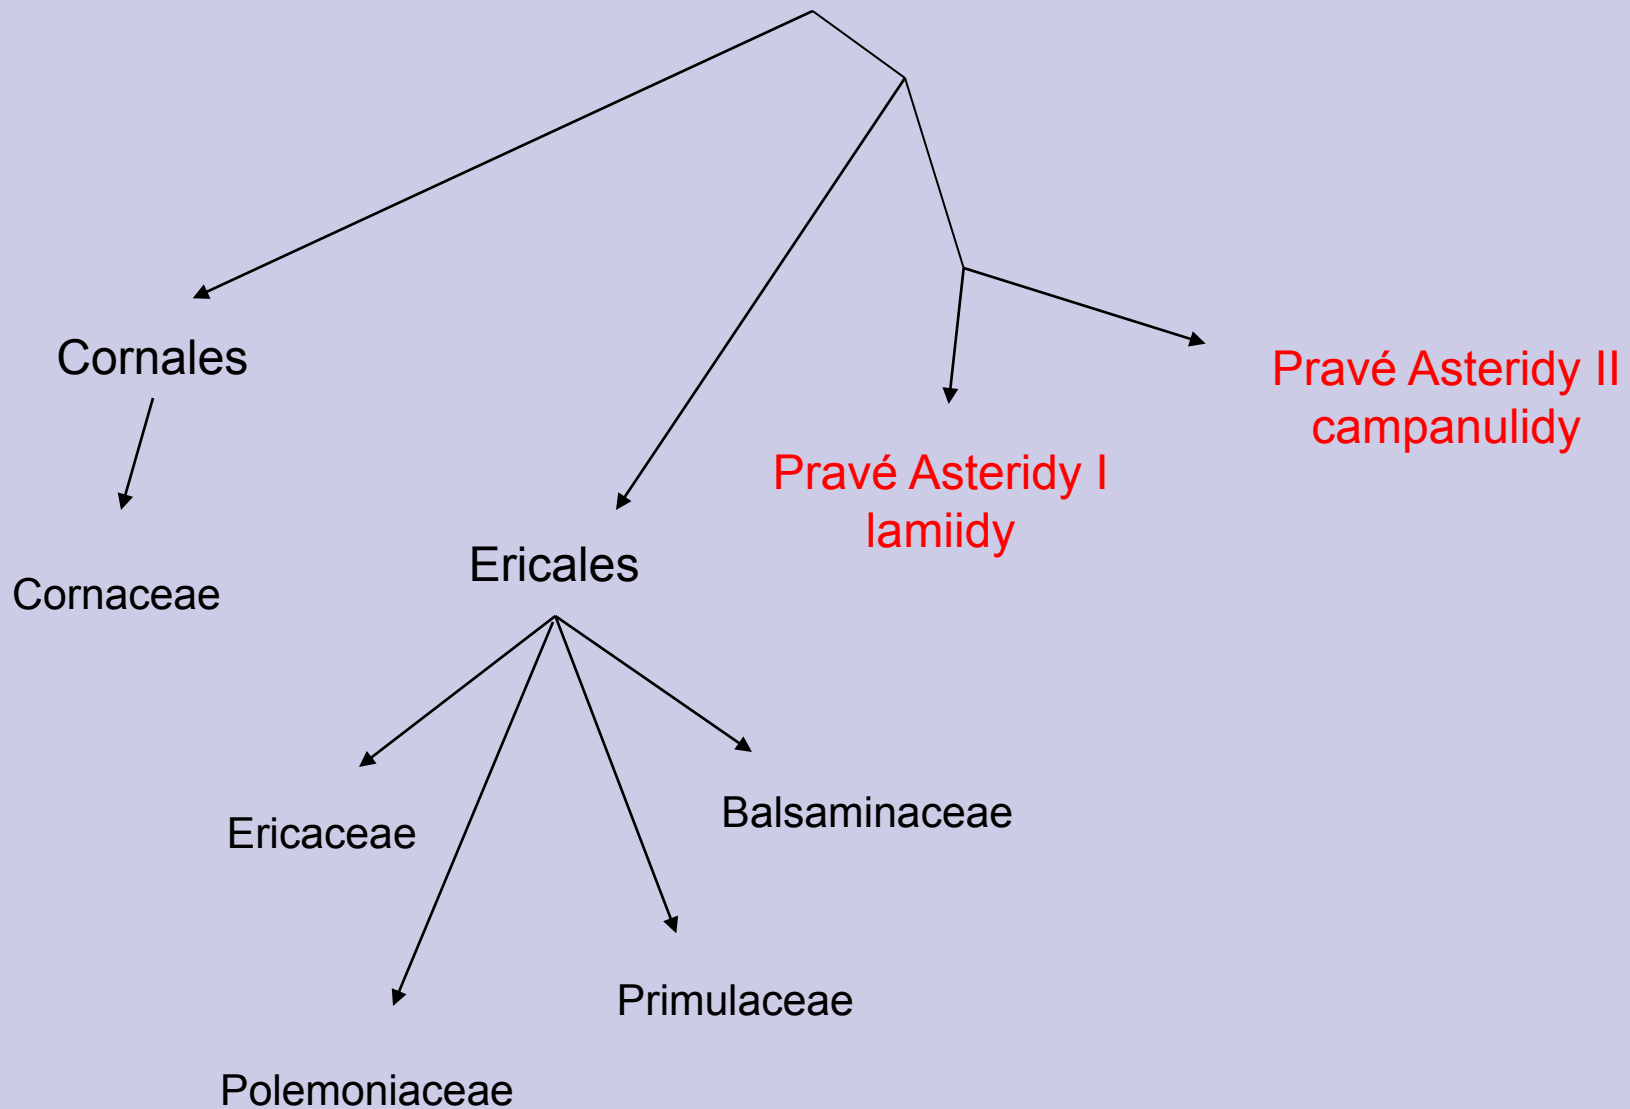 Cornales
Pravé Asteridy II
campanulidy
Pravé Asteridy I
lamiidy
Ericales
Cornaceae
Balsaminaceae
Ericaceae
Primulaceae
Polemoniaceae